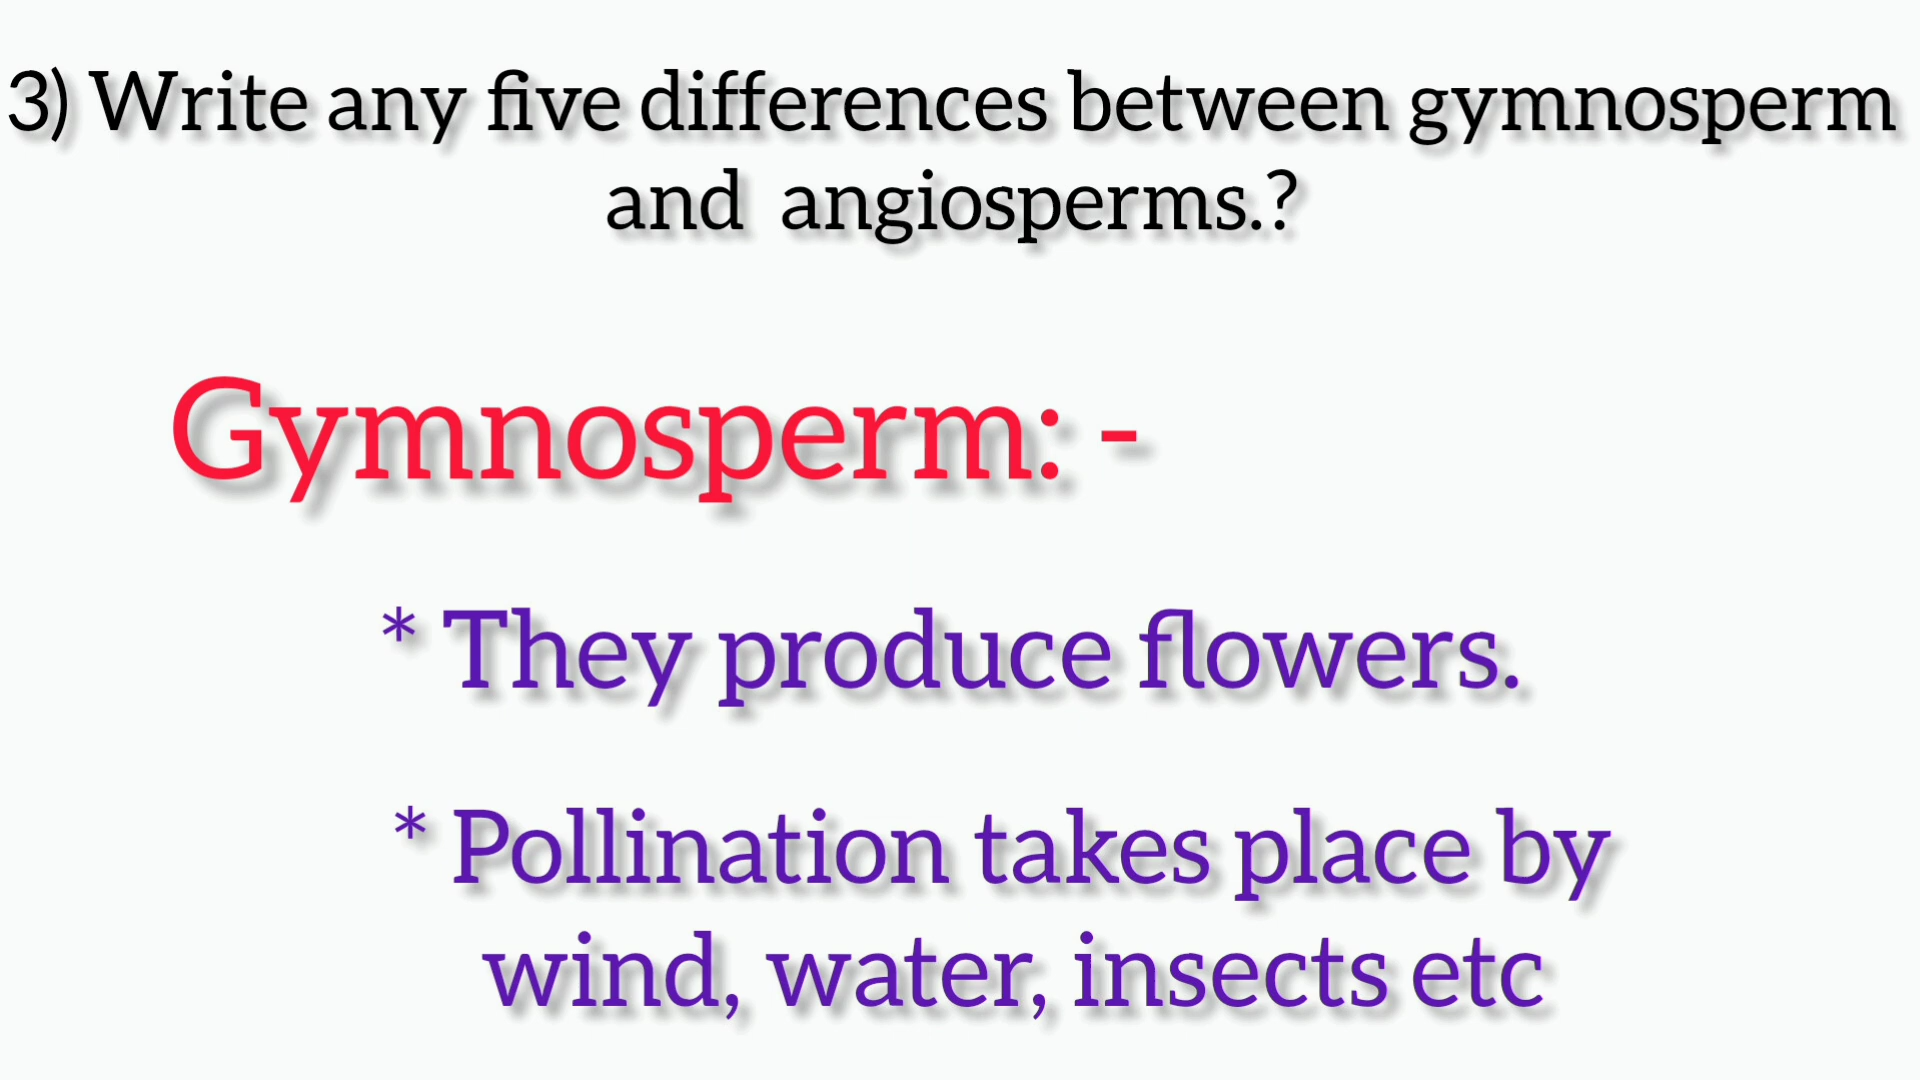 3) Write any five differences between gymnosperm
and angiosperms.?
Gymnosperm: -
* They produce flowers.
* Pollination takes place by
wind, water, insects etc